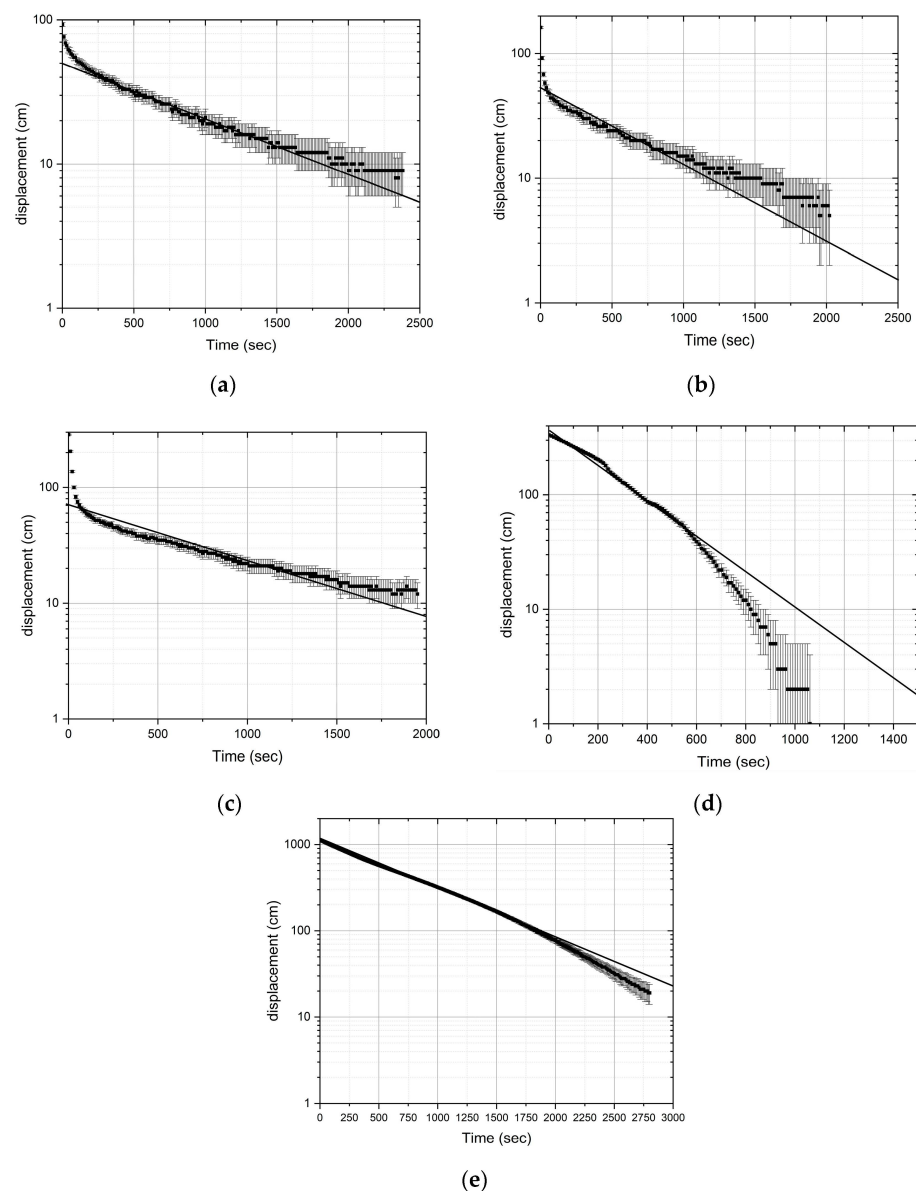 100
10
1
displacement (cm)
0 500 1000 1500 2000 2500
Time (sec)
(a)
100
10
1
displacement (cm)
0 500 1000 1500 2000 2500
Time (sec)
(b)
100
10
1
displacement (cm)
0 500 1000 1500 2000
Time (sec)
(c)
100
10
1
displacement (cm)
0 200 400 600 800 1000 1200 1400
Time (sec)
(d)
1000
100
10
1
displacement (cm)
0 250 500 750 1000 1250 1500 1750 2000 2250 2500 2750 3000
Time (sec)
(e)